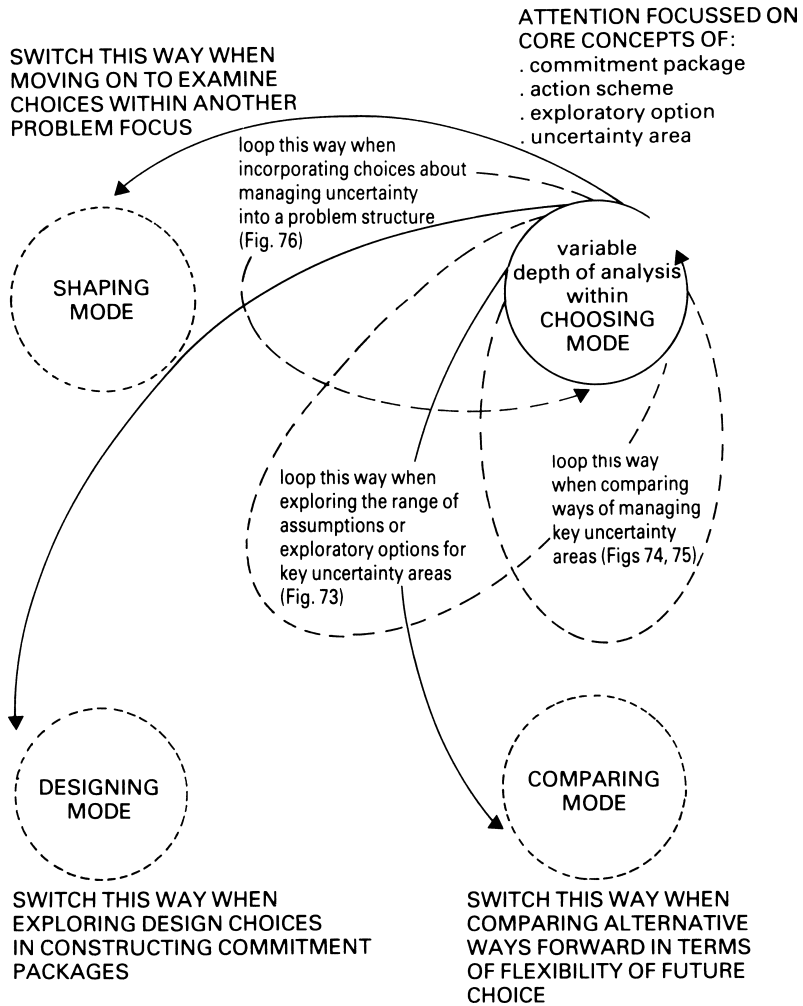 SWITCH THIS WAY WHEN
MOVING ON TO EXAMINE
CHOICES WITHIN ANOTHER
PROBLEM FOCUS
ATTENTION FOCUSSED ON
CORE CONCEPTS OF:
. commitment package
. action scheme
. exploratory option
. uncertainty area
loop this way when
incorporating choices about
managing uncertainty
into a problem structure
(Fig. 76)
SHAPING
MODE
variable
depth of analysis
within
CHOOSING
MODE
loop this way when
exploring the range of
assumptions or
exploratory options for
key uncertainty areas
(Fig. 73)
loop this way
when comparing
ways of managing
key uncertainty
areas (Figs 74, 75)
DESIGNING
MODE
COMPARING
MODE
SWITCH THIS WAY WHEN
EXPLORING DESIGN CHOICES
IN CONSTRUCTING COMMITMENT
PACKAGES
SWITCH THIS WAY WHEN
COMPARING ALTERNATIVE
WAYS FORWARD IN TERMS
OF FLEXIBILITY OF FUTURE
CHOICE